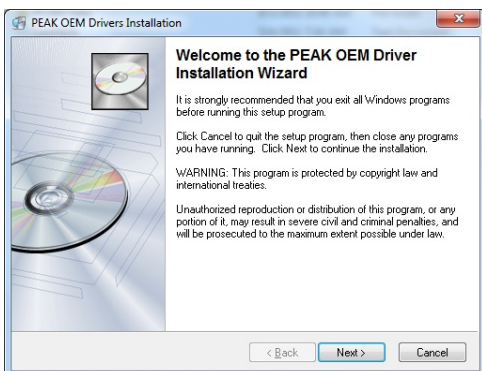 PEAK OEM Drivers Installation
Welcome to the PEAK OEM Driver
Installation Wizard
It is strongly recommended that you exit all Windows programs
before running this setup program.
Click Cancel to quit the setup program, then close any programs
you have running. Click Next to continue the installation.
WARNING: This program is protected by copyright law and
international treaties.
Unauthorized reproduction or distribution of this program, or any
portion of it, may result in severe civil and criminal penalties, and
will be prosecuted to the maximum extent possible under law.
< Back Next > Cancel